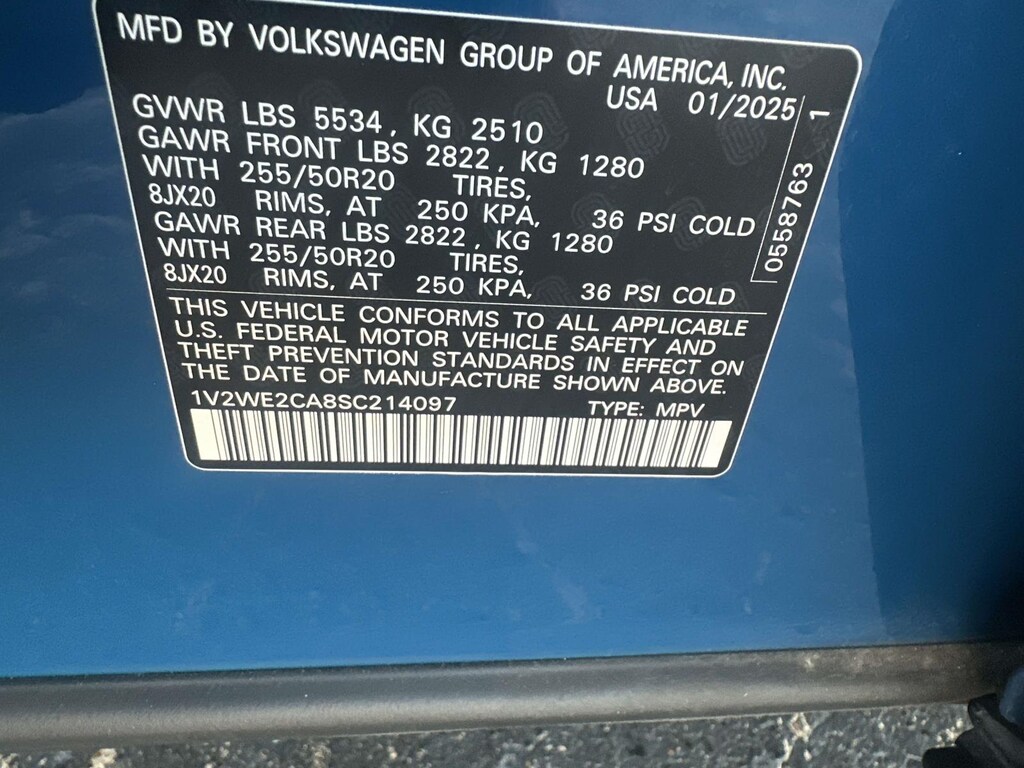 MFD BY VOLKSWAGEN GROUP OF AMERICA, INC.
USA 01/2025
GVWR LBS 5534, KG 2510
GAWR FRONT LBS 2822, KG 1280
WITH 255/50R20 TIRES,
8JX20 RIMS, AT 250 KPA, 36 PSI COLD
GAWR REAR LBS 2822, KG 1280
WITH 255/50R20 TIRES,
8JX20 RIMS, AT 250 KPA, 36 PSI COLD
0558763 1
THIS VEHICLE CONFORMS TO ALL APPLICABLE
U.S. FEDERAL MOTOR VEHICLE SAFETY AND
THEFT PREVENTION STANDARDS IN EFFECT ON
THE DATE OF MANUFACTURE SHOWN ABOVE.
1V2WE2CA8SC214097 TYPE: MPV